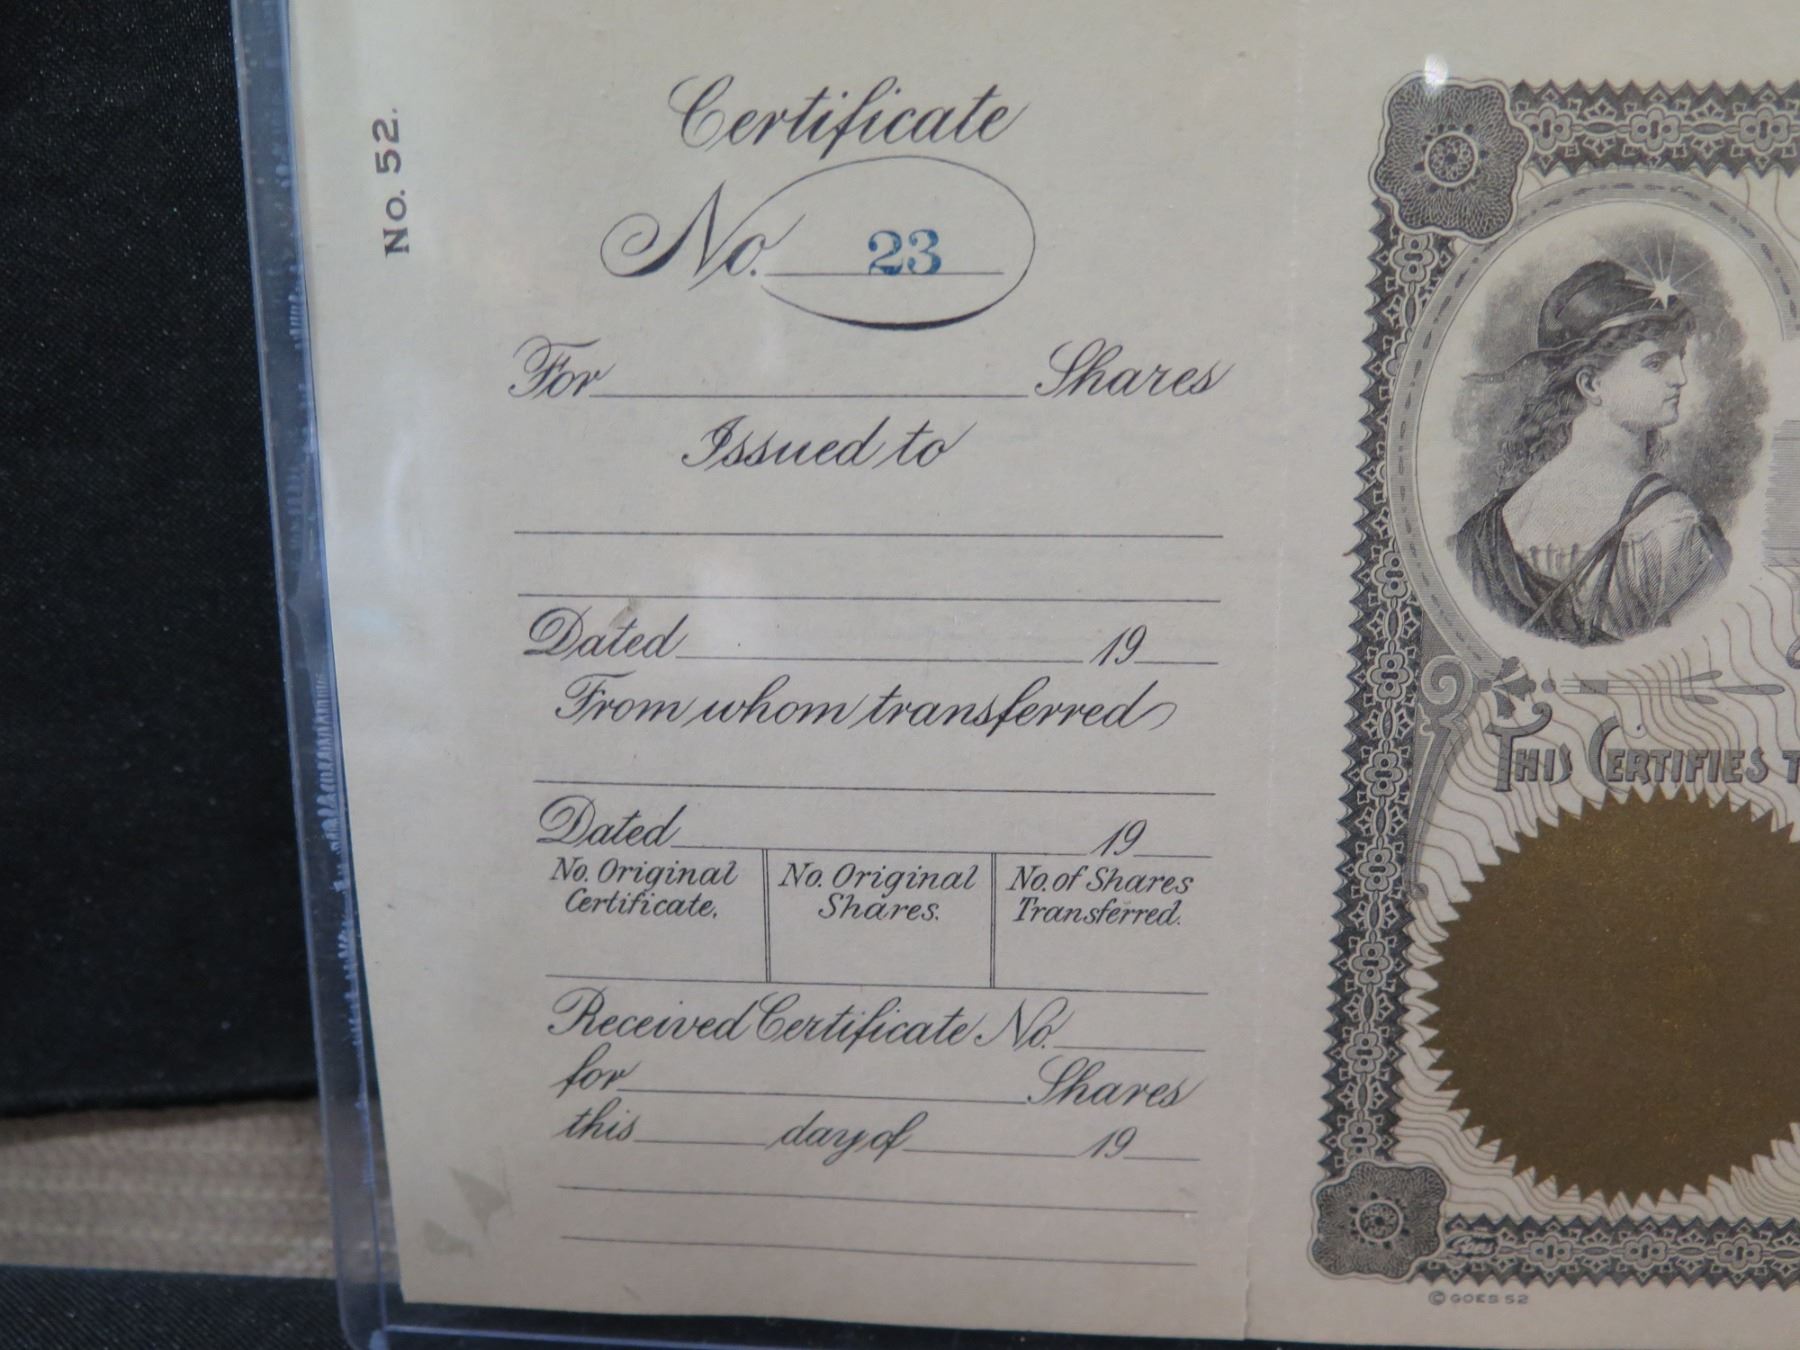 No. 52.
Certificate
No. 23
For Shares
Issued to
Dated 19
From whom transferred
Dated 19
No. Original Certificate.
No. Original Shares.
No. of Shares Transferred.
Received Certificate No.
for Shares
this day of 19
THIS CERTIFIES T
Goes
© GOES 52